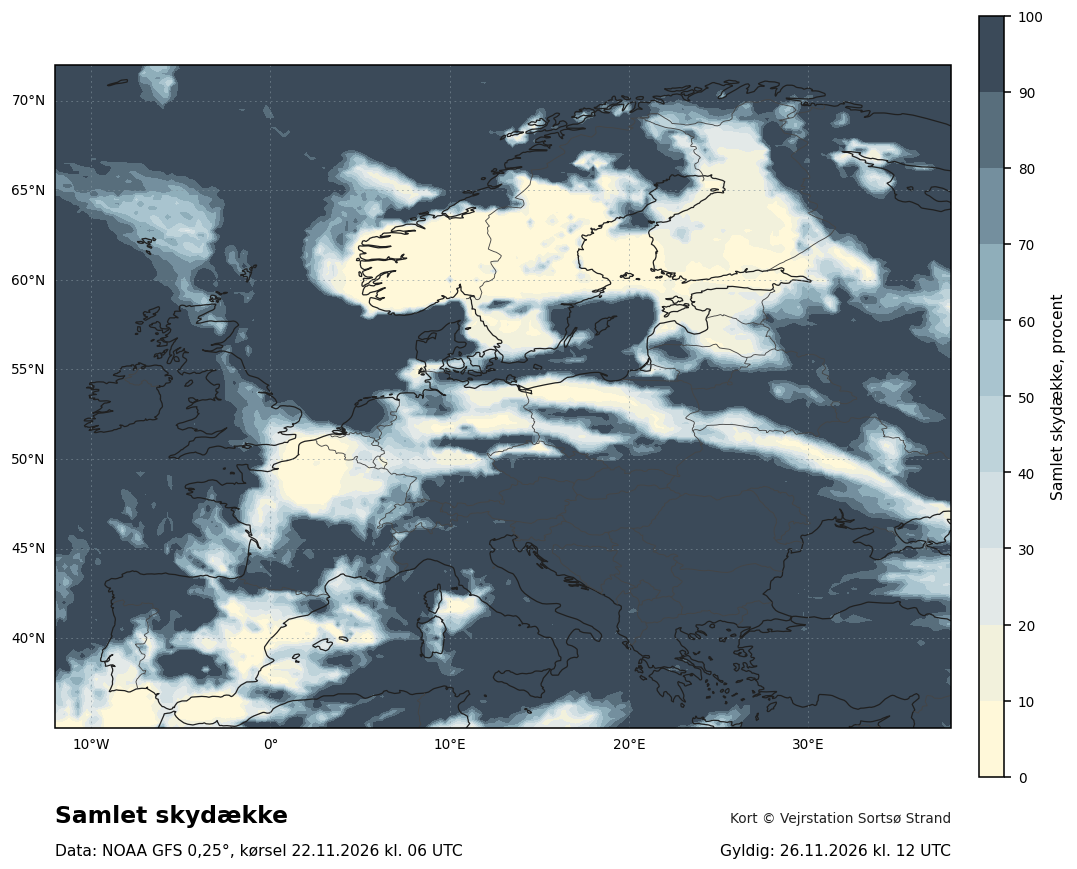 100
90
80
70
60
50
40
30
20
10
0
Samlet skydække, procent
70°N
65°N
60°N
55°N
50°N
45°N
40°N
10°W
0°
10°E
20°E
30°E
Samlet skydække
Kort © Vejrstation Sortsø Strand
Data: NOAA GFS 0,25°, kørsel 22.11.2026 kl. 06 UTC
Gyldig: 26.11.2026 kl. 12 UTC